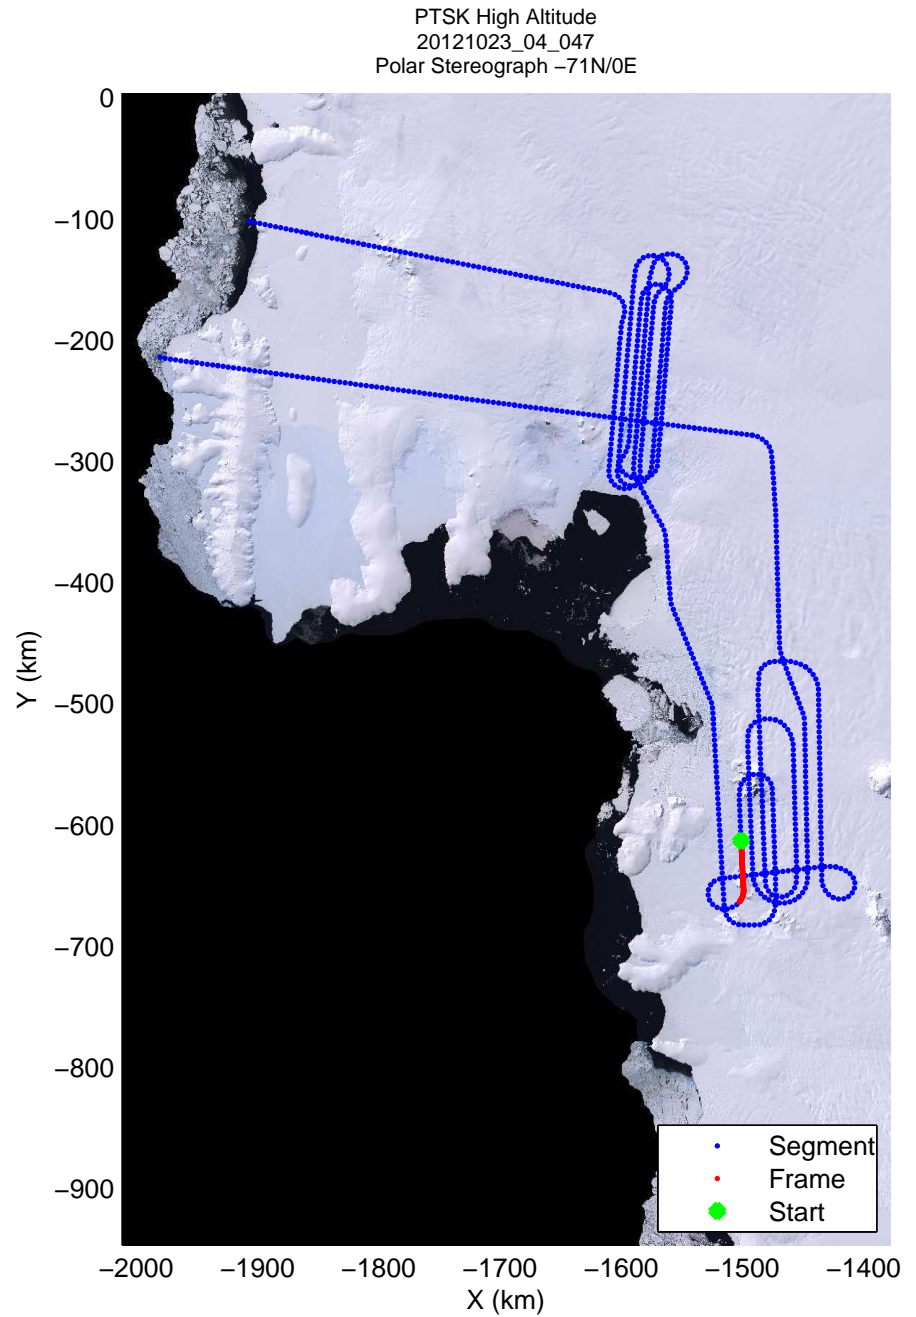 PTSK High Altitude
20121023_04_047
Polar Stereograph −71N/0E
0
−100
−200
−300
−400
−500
−600
−700
−800
−900
Y (km)
Segment
Frame
Start
−2000 −1900 −1800 −1700 −1600 −1500 −1400
X (km)